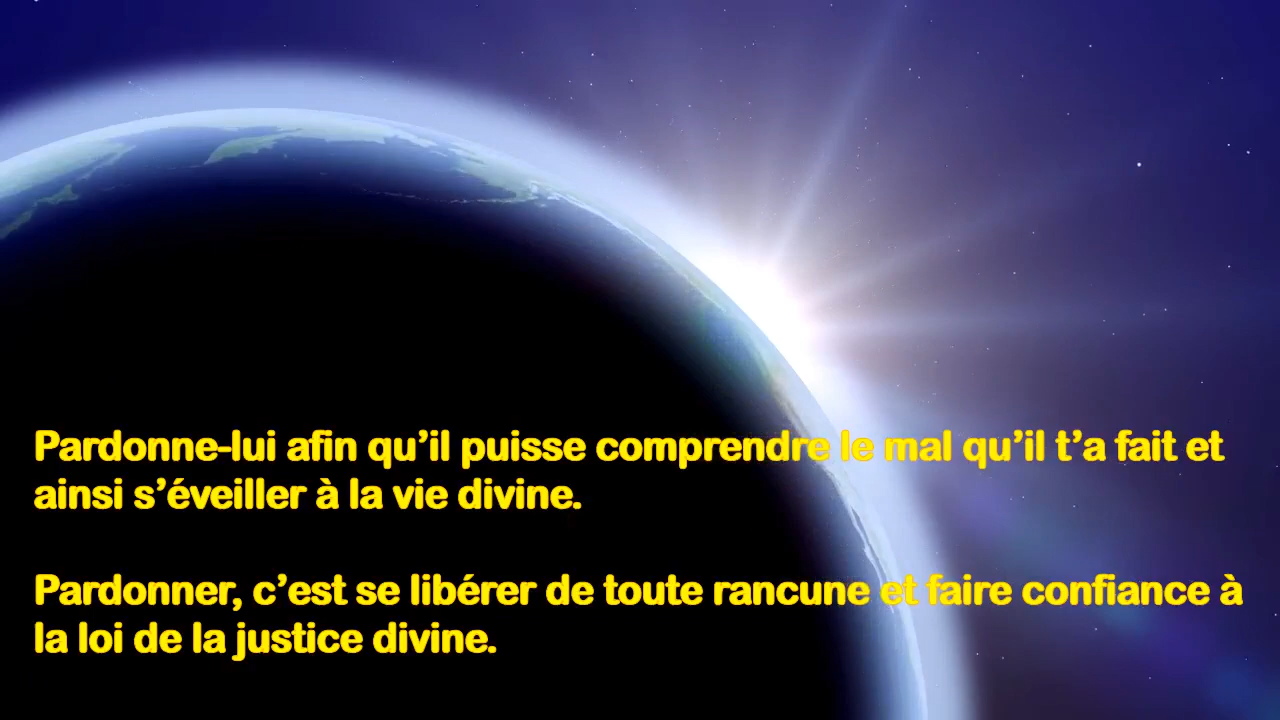 Pardonne-lui afin qu’il puisse comprendre le mal qu’il t’a fait et
ainsi s’éveiller à la vie divine.
Pardonner, c’est se libérer de toute rancune et faire confiance à
la loi de la justice divine.